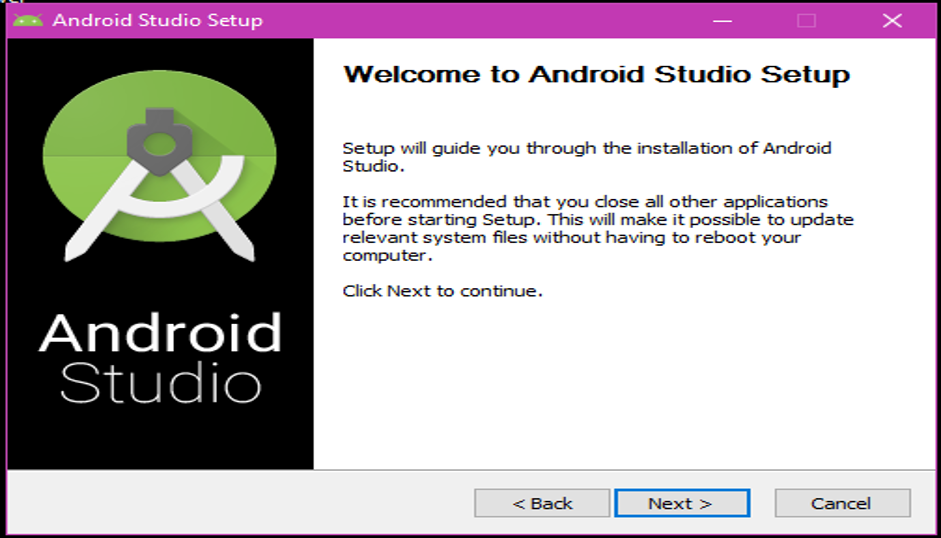 Android Studio Setup
Welcome to Android Studio Setup
Setup will guide you through the installation of Android
Studio.
It is recommended that you close all other applications
before starting Setup. This will make it possible to update
relevant system files without having to reboot your
computer.
Click Next to continue.
Android
Studio
< Back
Next >
Cancel